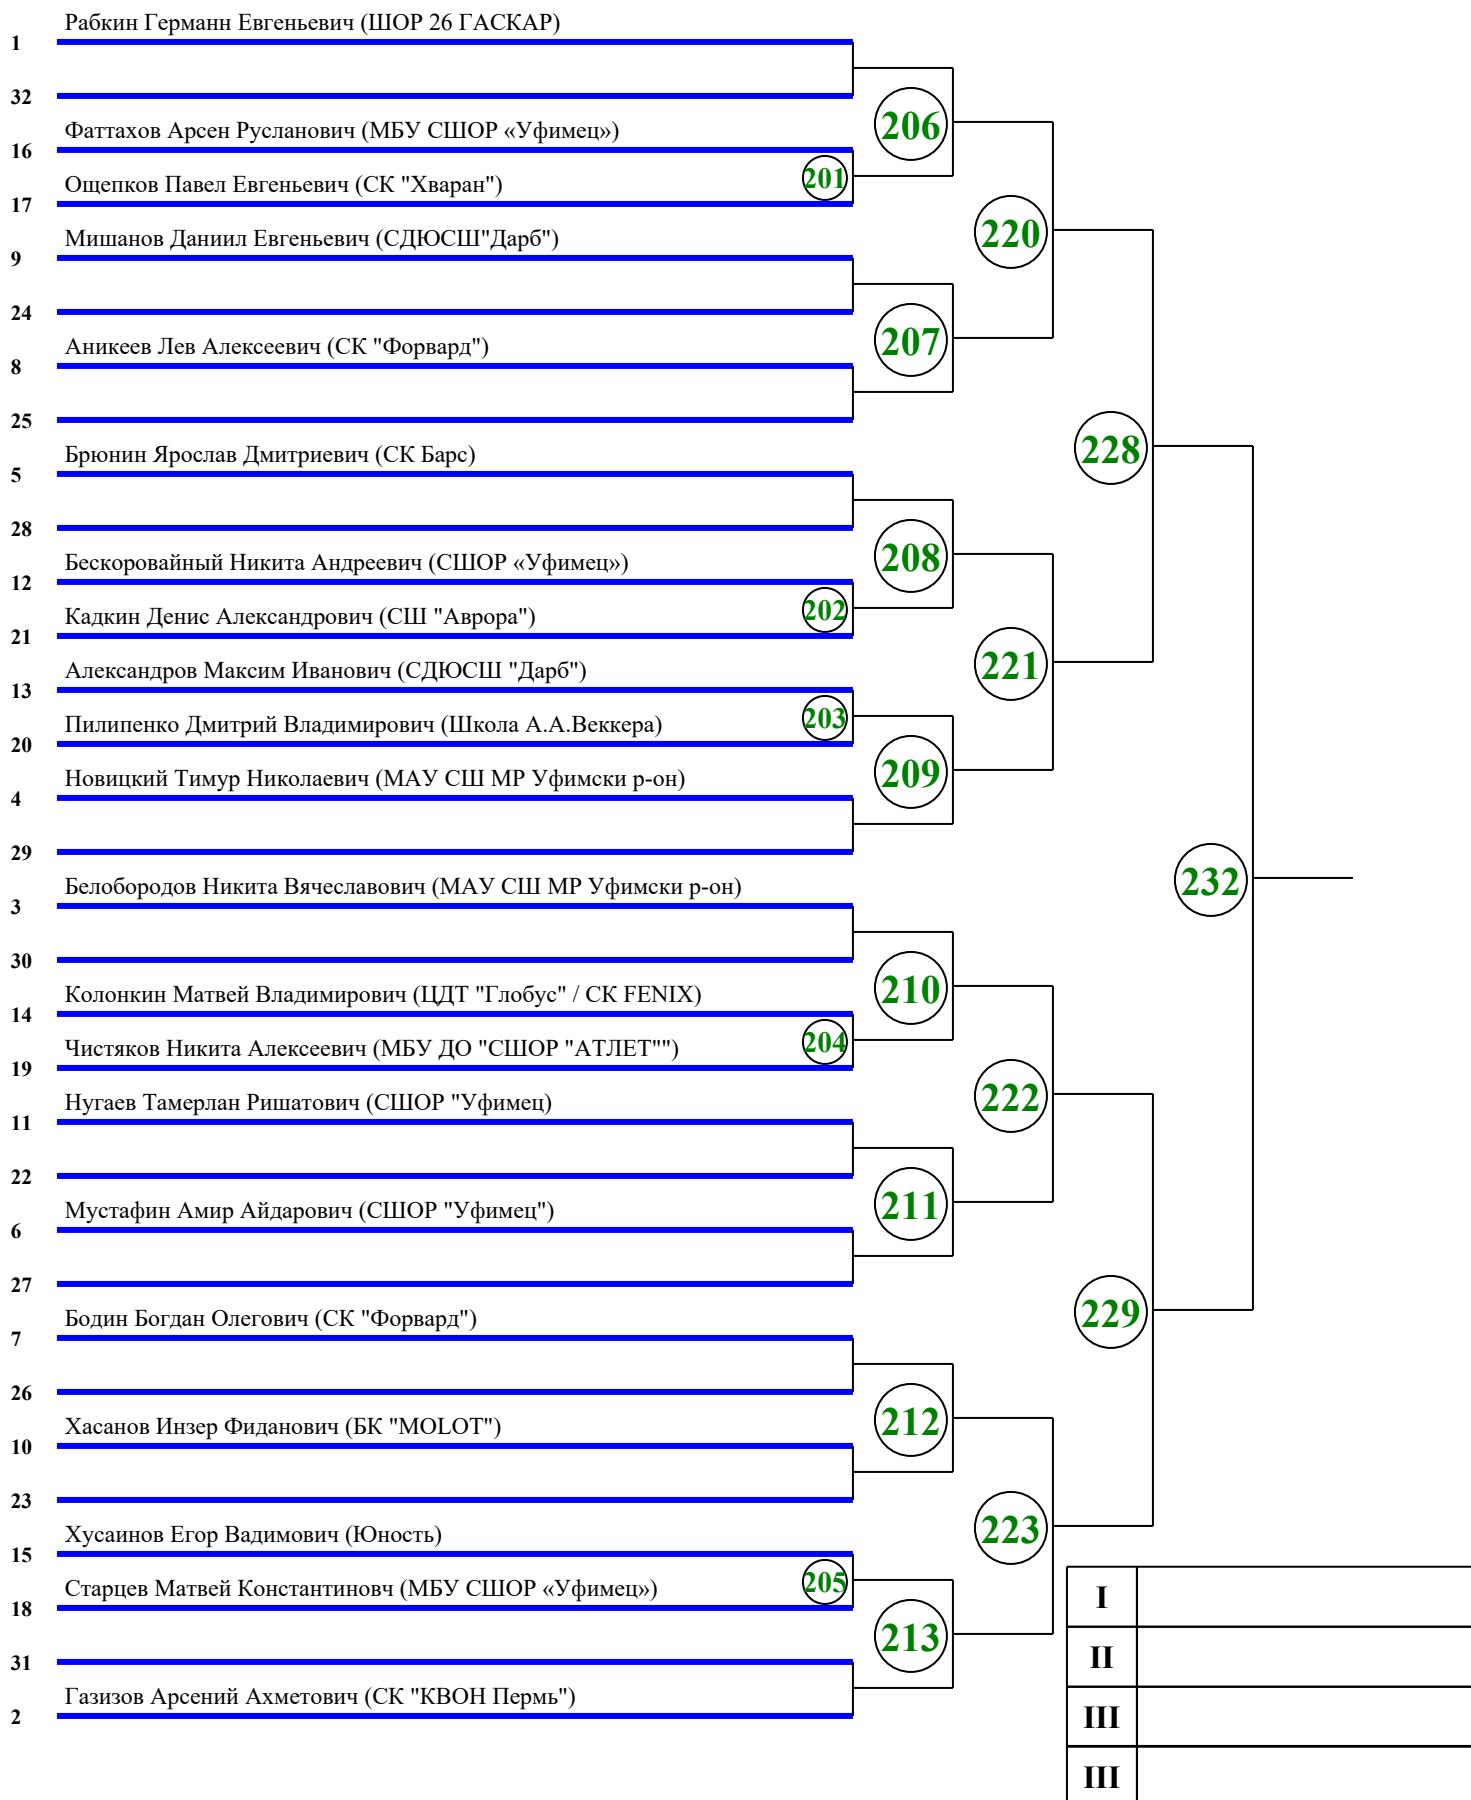 Рабкин Германн Евгеньевич (ШОР 26 ГАСКАР)
1
32
206
Фаттахов Арсен Русланович (МБУ СШОР «Уфимец»)
16
201
Ощепков Павел Евгеньевич (СК "Хваран")
17
220
Мишанов Даниил Евгеньевич (СДЮСШ"Дарб")
9
24
207
Аникеев Лев Алексеевич (СК "Форвард")
8
25
228
Брюнин Ярослав Дмитриевич (СК Барс)
5
28
208
Бескоровайный Никита Андреевич (СШОР «Уфимец»)
12
202
Кадкин Денис Александрович (СШ "Аврора")
21
221
Александров Максим Иванович (СДЮСШ "Дарб")
13
203
Пилипенко Дмитрий Владимирович (Школа А.А.Веккера)
20
209
Новицкий Тимур Николаевич (МАУ СШ МР Уфимски р-он)
4
29
232
Белобородов Никита Вячеславович (МАУ СШ МР Уфимски р-он)
3
30
210
Колонкин Матвей Владимирович (ЦДТ "Глобус" / СК FENIX)
14
204
Чистяков Никита Алексеевич (МБУ ДО "СШОР "АТЛЕТ"")
19
222
Нугаев Тамерлан Ришатович (СШОР "Уфимец)
11
22
211
Мустафин Амир Айдарович (СШОР "Уфимец")
6
27
229
Бодин Богдан Олегович (СК "Форвард")
7
26
212
Хасанов Инзер Фиданович (БК "MOLOT")
10
23
223
Хусаинов Егор Вадимович (Юность)
15
205
Старцев Матвей Константиновч (МБУ СШОР «Уфимец»)
18
I
213
31
II
Газизов Арсений Ахметович (СК "КВОН Пермь")
2
III
III